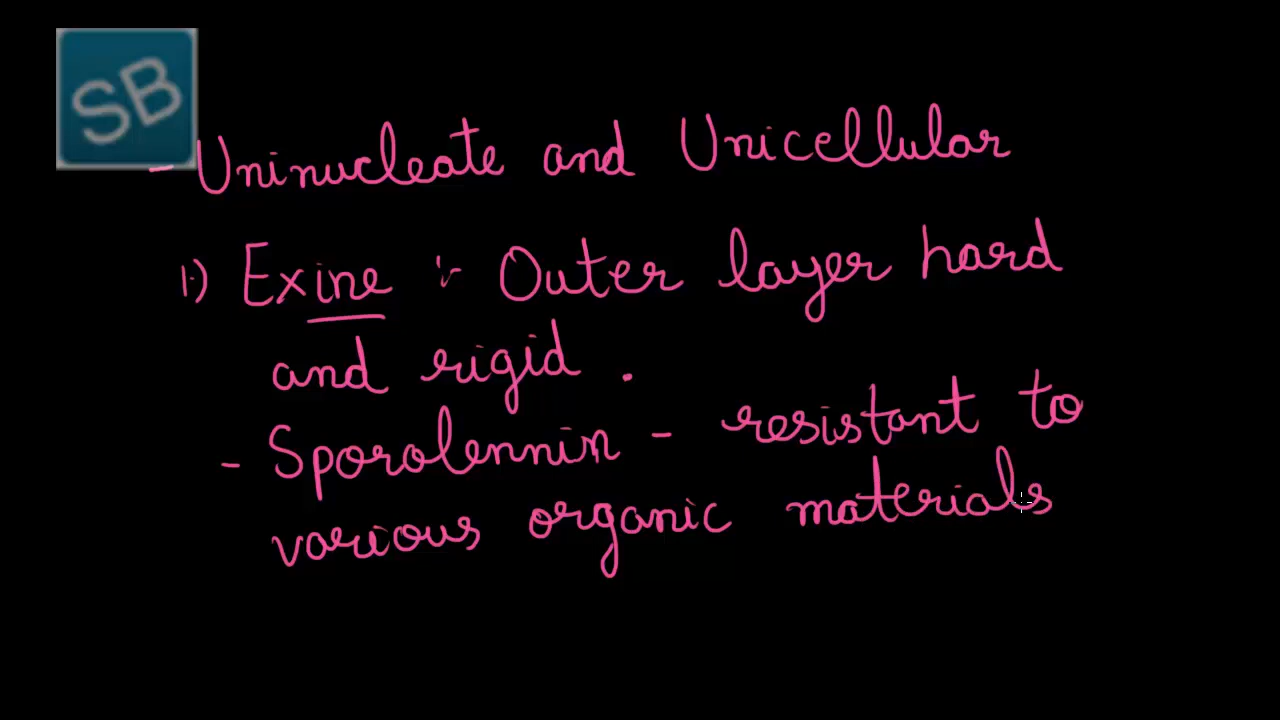 SB
- Uninucleate and Unicellular
1.) Exine :- Outer layer hard
and rigid .
- Sporolennin - resistant to
various organic materials